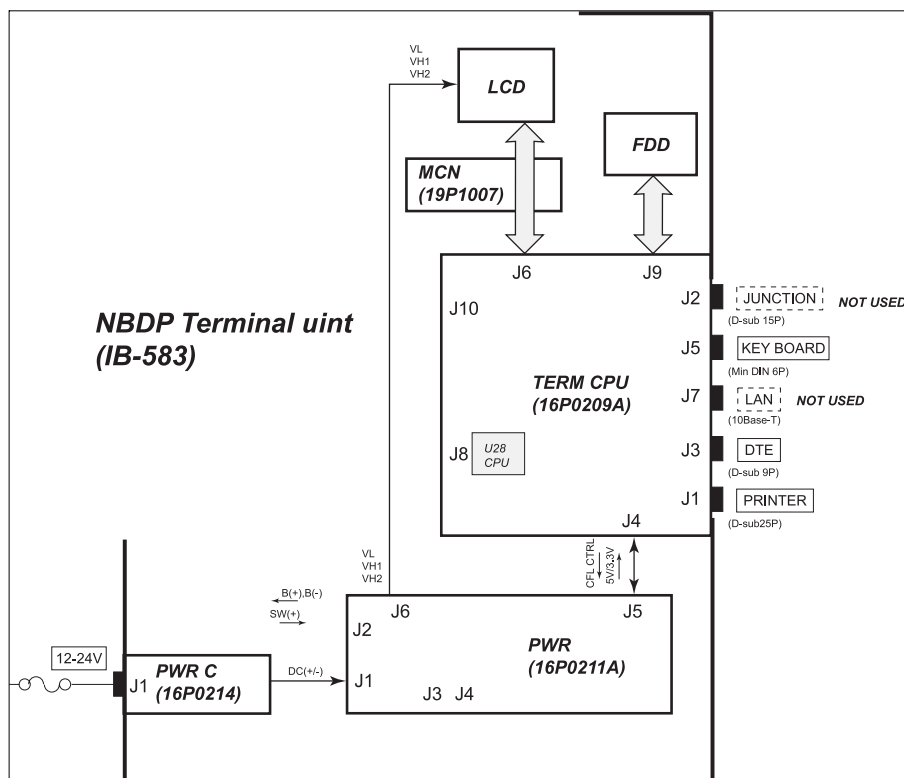 VL
VH1
VH2
LCD
FDD
MCN
(19P1007)
J6
J9
J10
J2
JUNCTION
NOT USED
(D-sub 15P)
NBDP Terminal uint
(IB-583)
J5
KEY BOARD
(Min DIN 6P)
TERM CPU
(16P0209A)
J7
LAN
NOT USED
(10Base-T)
J8
U28
CPU
J3
DTE
(D-sub 9P)
J1
PRINTER
(D-sub25P)
J4
VL
VH1
VH2
CFL CTRL
5V/3.3V
B(+),B(-)
SW(+)
J6
J5
J2
PWR
(16P0211A)
12-24V
J1
PWR C
(16P0214)
DC(+/-)
J1
J3
J4